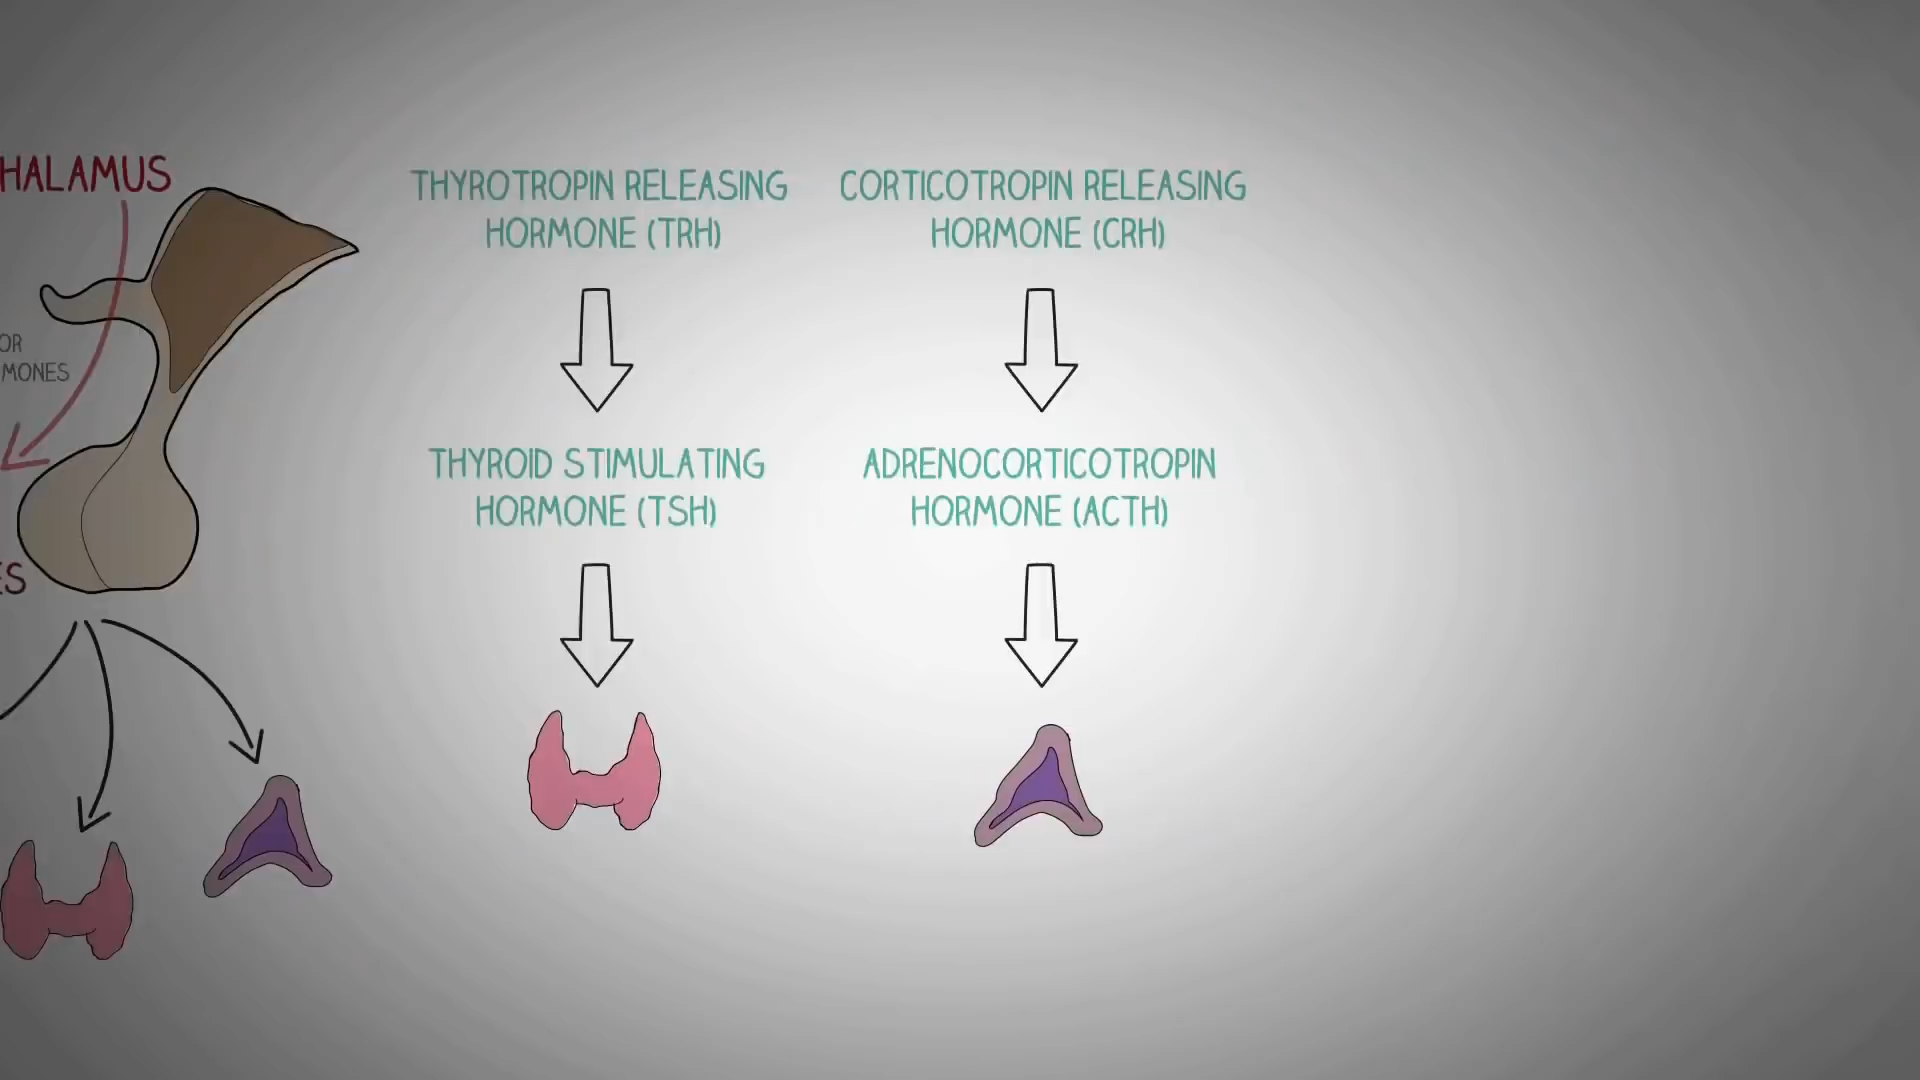 HALAMUS
OR
MONES
ES
THYROTROPIN RELEASING
HORMONE (TRH)
THYROID STIMULATING
HORMONE (TSH)
CORTICOTROPIN RELEASING
HORMONE (CRH)
ADRENOCORTICOTROPIN
HORMONE (ACTH)